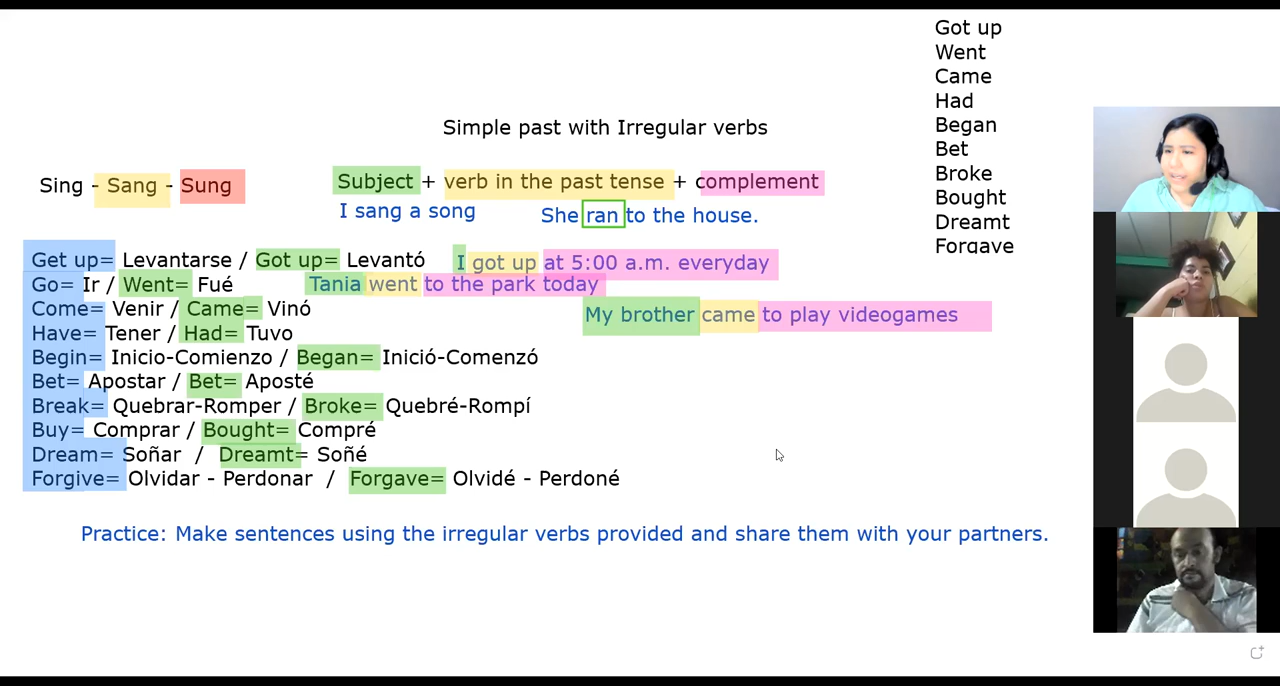 Got up
Went
Came
Had
Began
Bet
Broke
Bought
Dreamt
Forgave
Simple past with Irregular verbs
Sing - Sang - Sung
Subject + verb in the past tense + complement
I sang a song
She ran to the house.
Get up= Levantarse / Got up= Levantó
I got up at 5:00 a.m. everyday
Go= Ir / Went= Fué
Tania went to the park today
Come= Venir / Came= Vinó
My brother came to play videogames
Have= Tener / Had= Tuvo
Begin= Inicio-Comienzo / Began= Inició-Comenzó
Bet= Apostar / Bet= Aposté
Break= Quebrar-Romper / Broke= Quebré-Rompí
Buy= Comprar / Bought= Compré
Dream= Soñar / Dreamt= Soñé
Forgive= Olvidar - Perdonar / Forgave= Olvidé - Perdoné
Practice: Make sentences using the irregular verbs provided and share them with your partners.